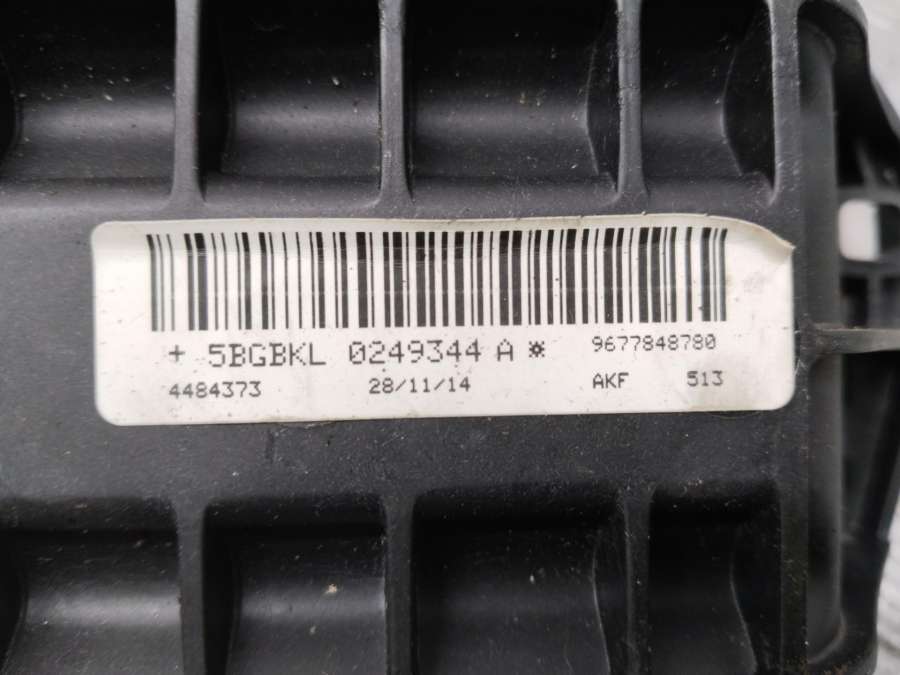 + 5BGBKL 0249344 A * 9677848780
4484373 28/11/14 AKF 513